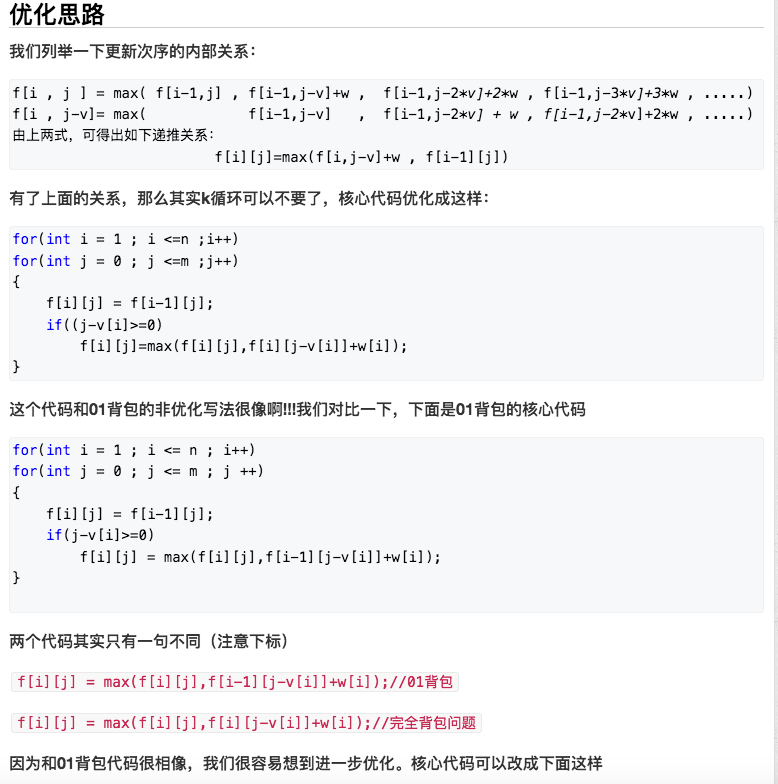 优化思路
我们列举一下更新次序的内部关系：
f[i , j ] = max( f[i-1,j] , f[i-1,j-v]+w ,  f[i-1,j-2*v]+2*w , f[i-1,j-3*v]+3*w , .....)
f[i , j-v]= max(            f[i-1,j-v]   ,  f[i-1,j-2*v] + w , f[i-1,j-2*v]+2*w , .....)
由上两式，可得出如下递推关系：
                        f[i][j]=max(f[i,j-v]+w , f[i-1][j])
有了上面的关系，那么其实k循环可以不要了，核心代码优化成这样：
for(int i = 1 ; i <=n ;i++)
for(int j = 0 ; j <=m ;j++)
{
    f[i][j] = f[i-1][j];
    if((j-v[i]>=0)
        f[i][j]=max(f[i][j],f[i][j-v[i]]+w[i]);
}
这个代码和01背包的非优化写法很像啊!!!我们对比一下，下面是01背包的核心代码
for(int i = 1 ; i <= n ; i++)
for(int j = 0 ; j <= m ; j ++)
{
    f[i][j] = f[i-1][j];
    if(j-v[i]>=0)
        f[i][j] = max(f[i][j],f[i-1][j-v[i]]+w[i]);
}
两个代码其实只有一句不同（注意下标）
f[i][j] = max(f[i][j],f[i-1][j-v[i]]+w[i]);//01背包
f[i][j] = max(f[i][j],f[i][j-v[i]]+w[i]);//完全背包问题
因为和01背包代码很相像，我们很容易想到进一步优化。核心代码可以改成下面这样